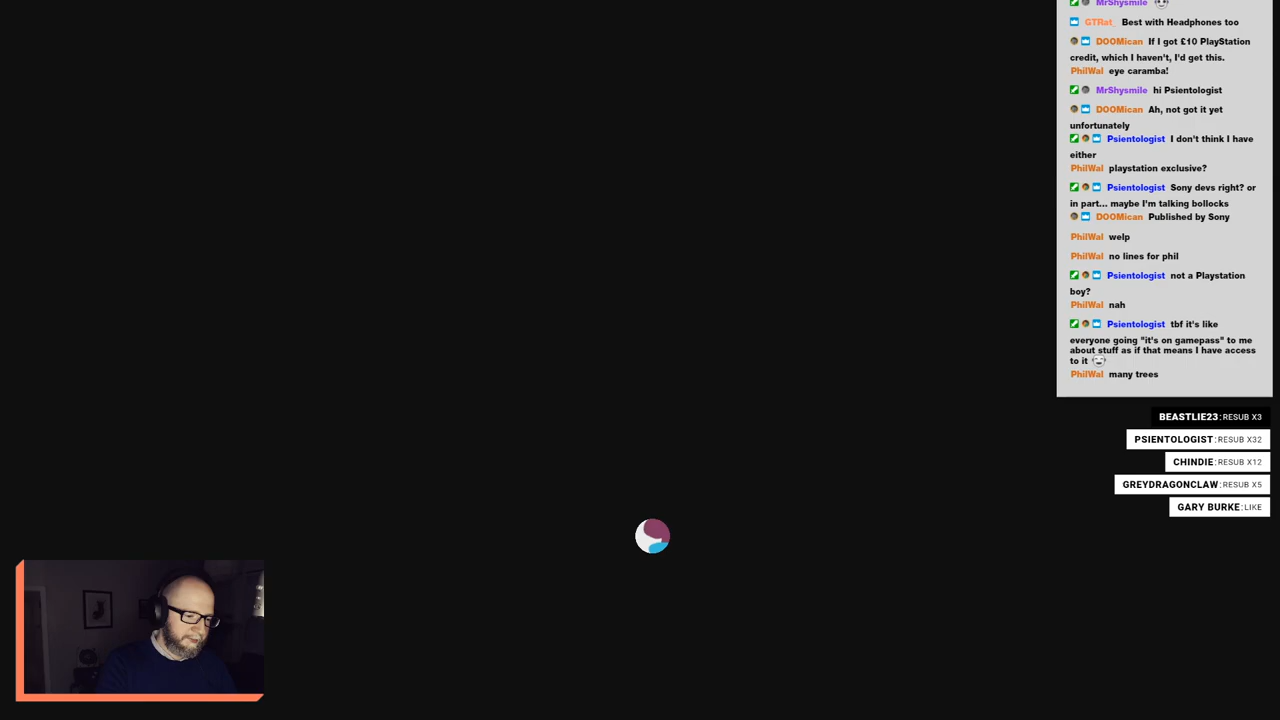 MrShysmile
GTRat_ Best with Headphones too
DOOMican If I got £10 PlayStation
credit, which I haven't, I'd get this.
PhilWal eye caramba!
MrShysmile hi Psientologist
DOOMican Ah, not got it yet
unfortunately
Psientologist I don't think I have
either
PhilWal playstation exclusive?
Psientologist Sony devs right? or
in part... maybe I'm talking bollocks
DOOMican Published by Sony
PhilWal welp
PhilWal no lines for phil
Psientologist not a Playstation
boy?
PhilWal nah
Psientologist tbf it's like
everyone going "it's on gamepass" to me
about stuff as if that means I have access
to it
PhilWal many trees
BEASTLIE23:RESUB X3
PSIENTOLOGIST:RESUB X32
CHINDIE:RESUB X12
GREYDRAGONCLAW:RESUB X5
GARY BURKE:LIKE